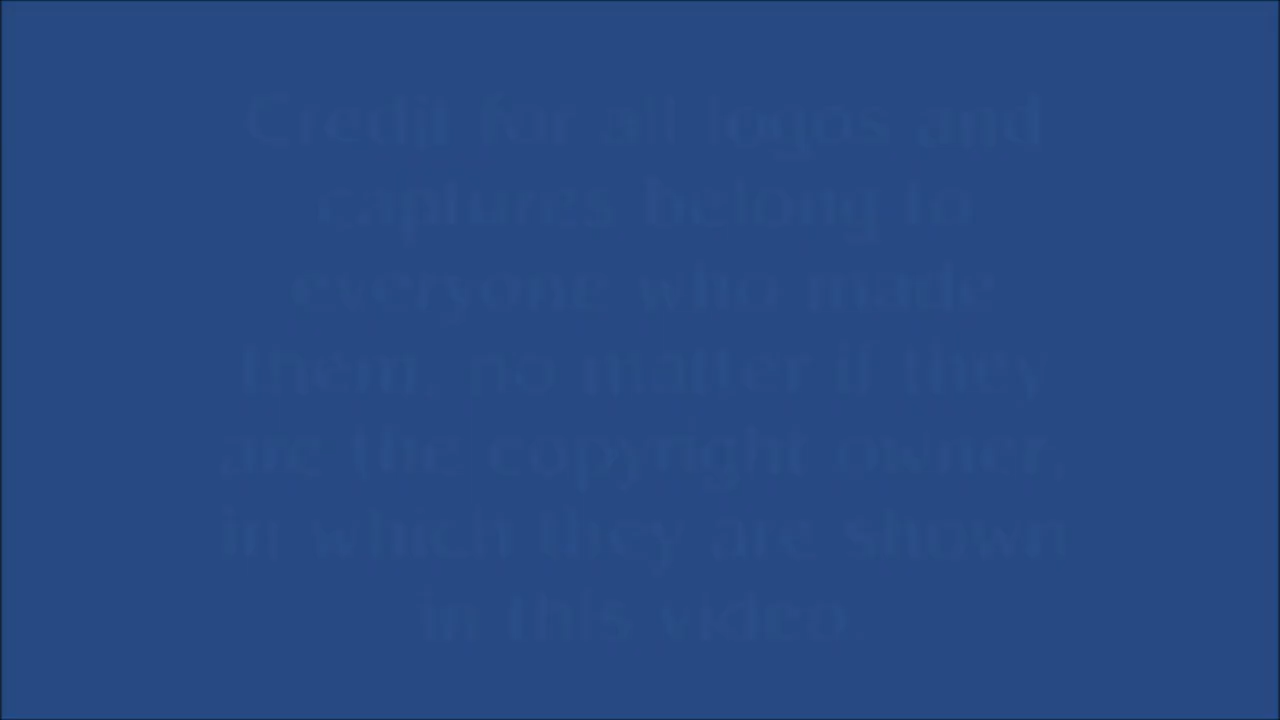 Credit for all logos and
captures belong to
everyone who made
them, no matter if they
are the copyright owner,
in which they are shown
in this video.